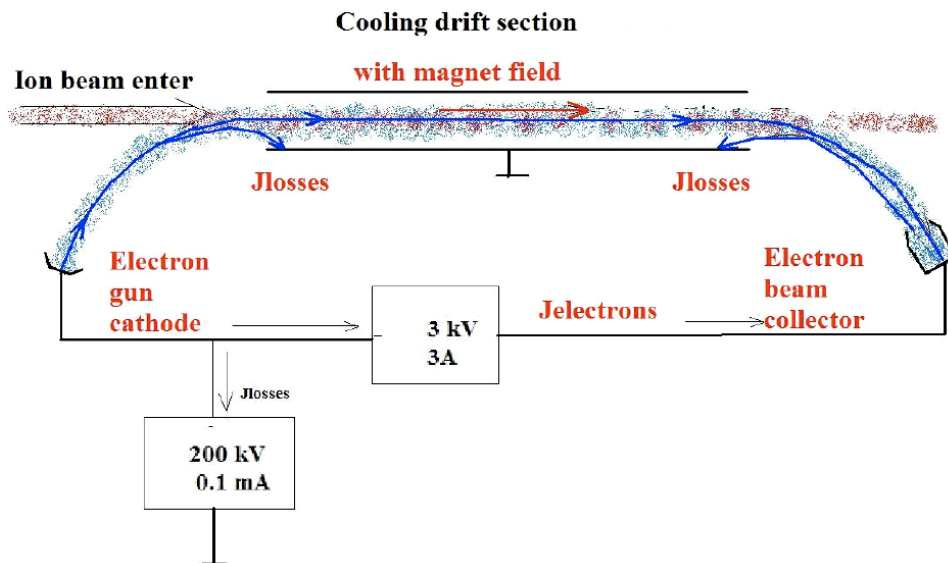 Cooling drift section
with magnet field
Ion beam enter
Jlosses
Jlosses
Electron
gun
cathode
3 kV
3A
Jelectrons
Electron
beam
collector
Jlosses
200 kV
0.1 mA